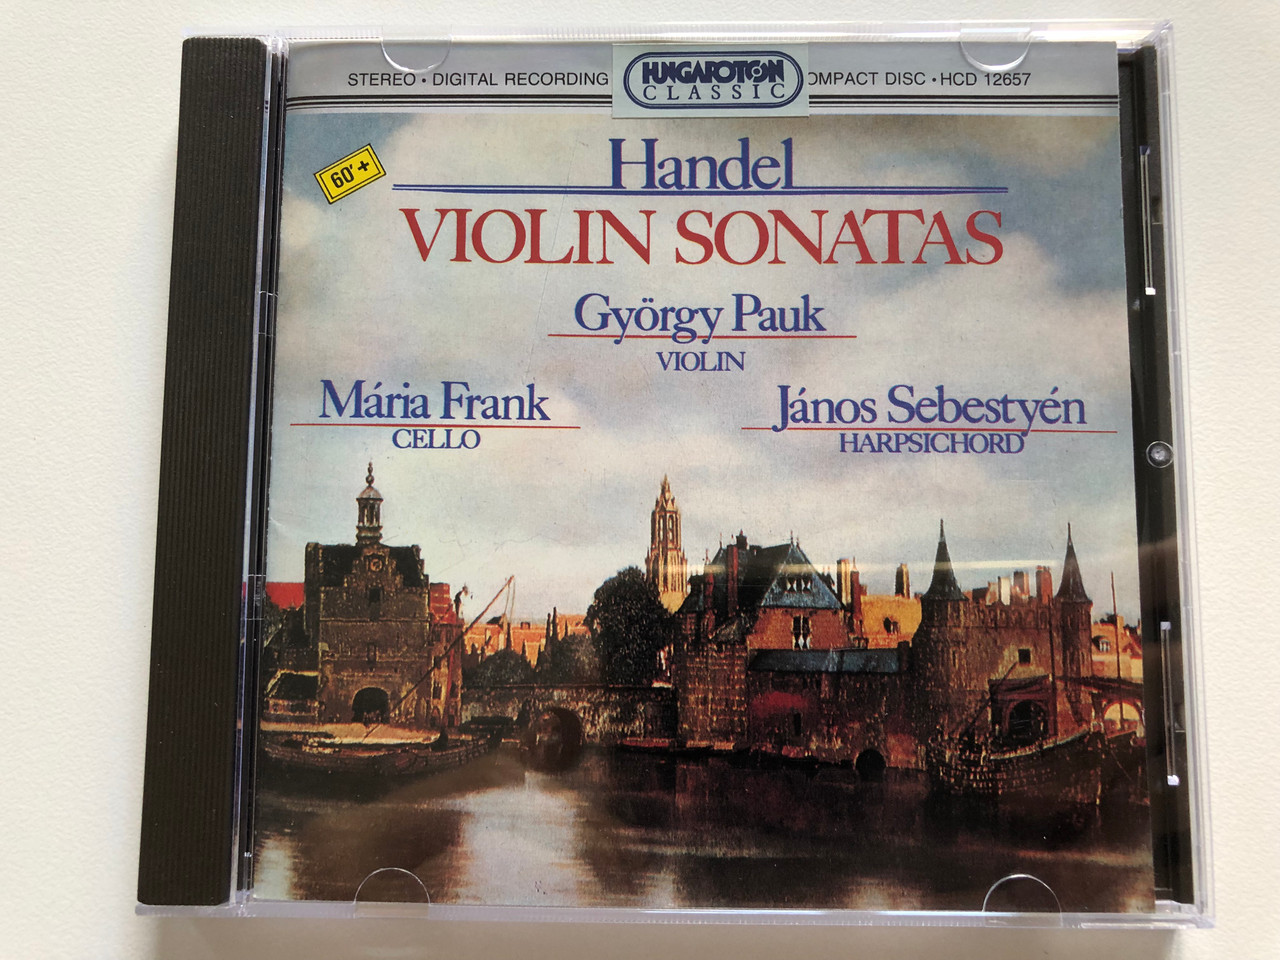 STEREO • DIGITAL RECORDING
HUNGAROTON
CLASSIC
OMPACT DISC • HCD 12657
60'+
Handel
VIOLIN SONATAS
György Pauk
VIOLIN
Mária Frank
CELLO
János Sebestyén
HARPSICHORD